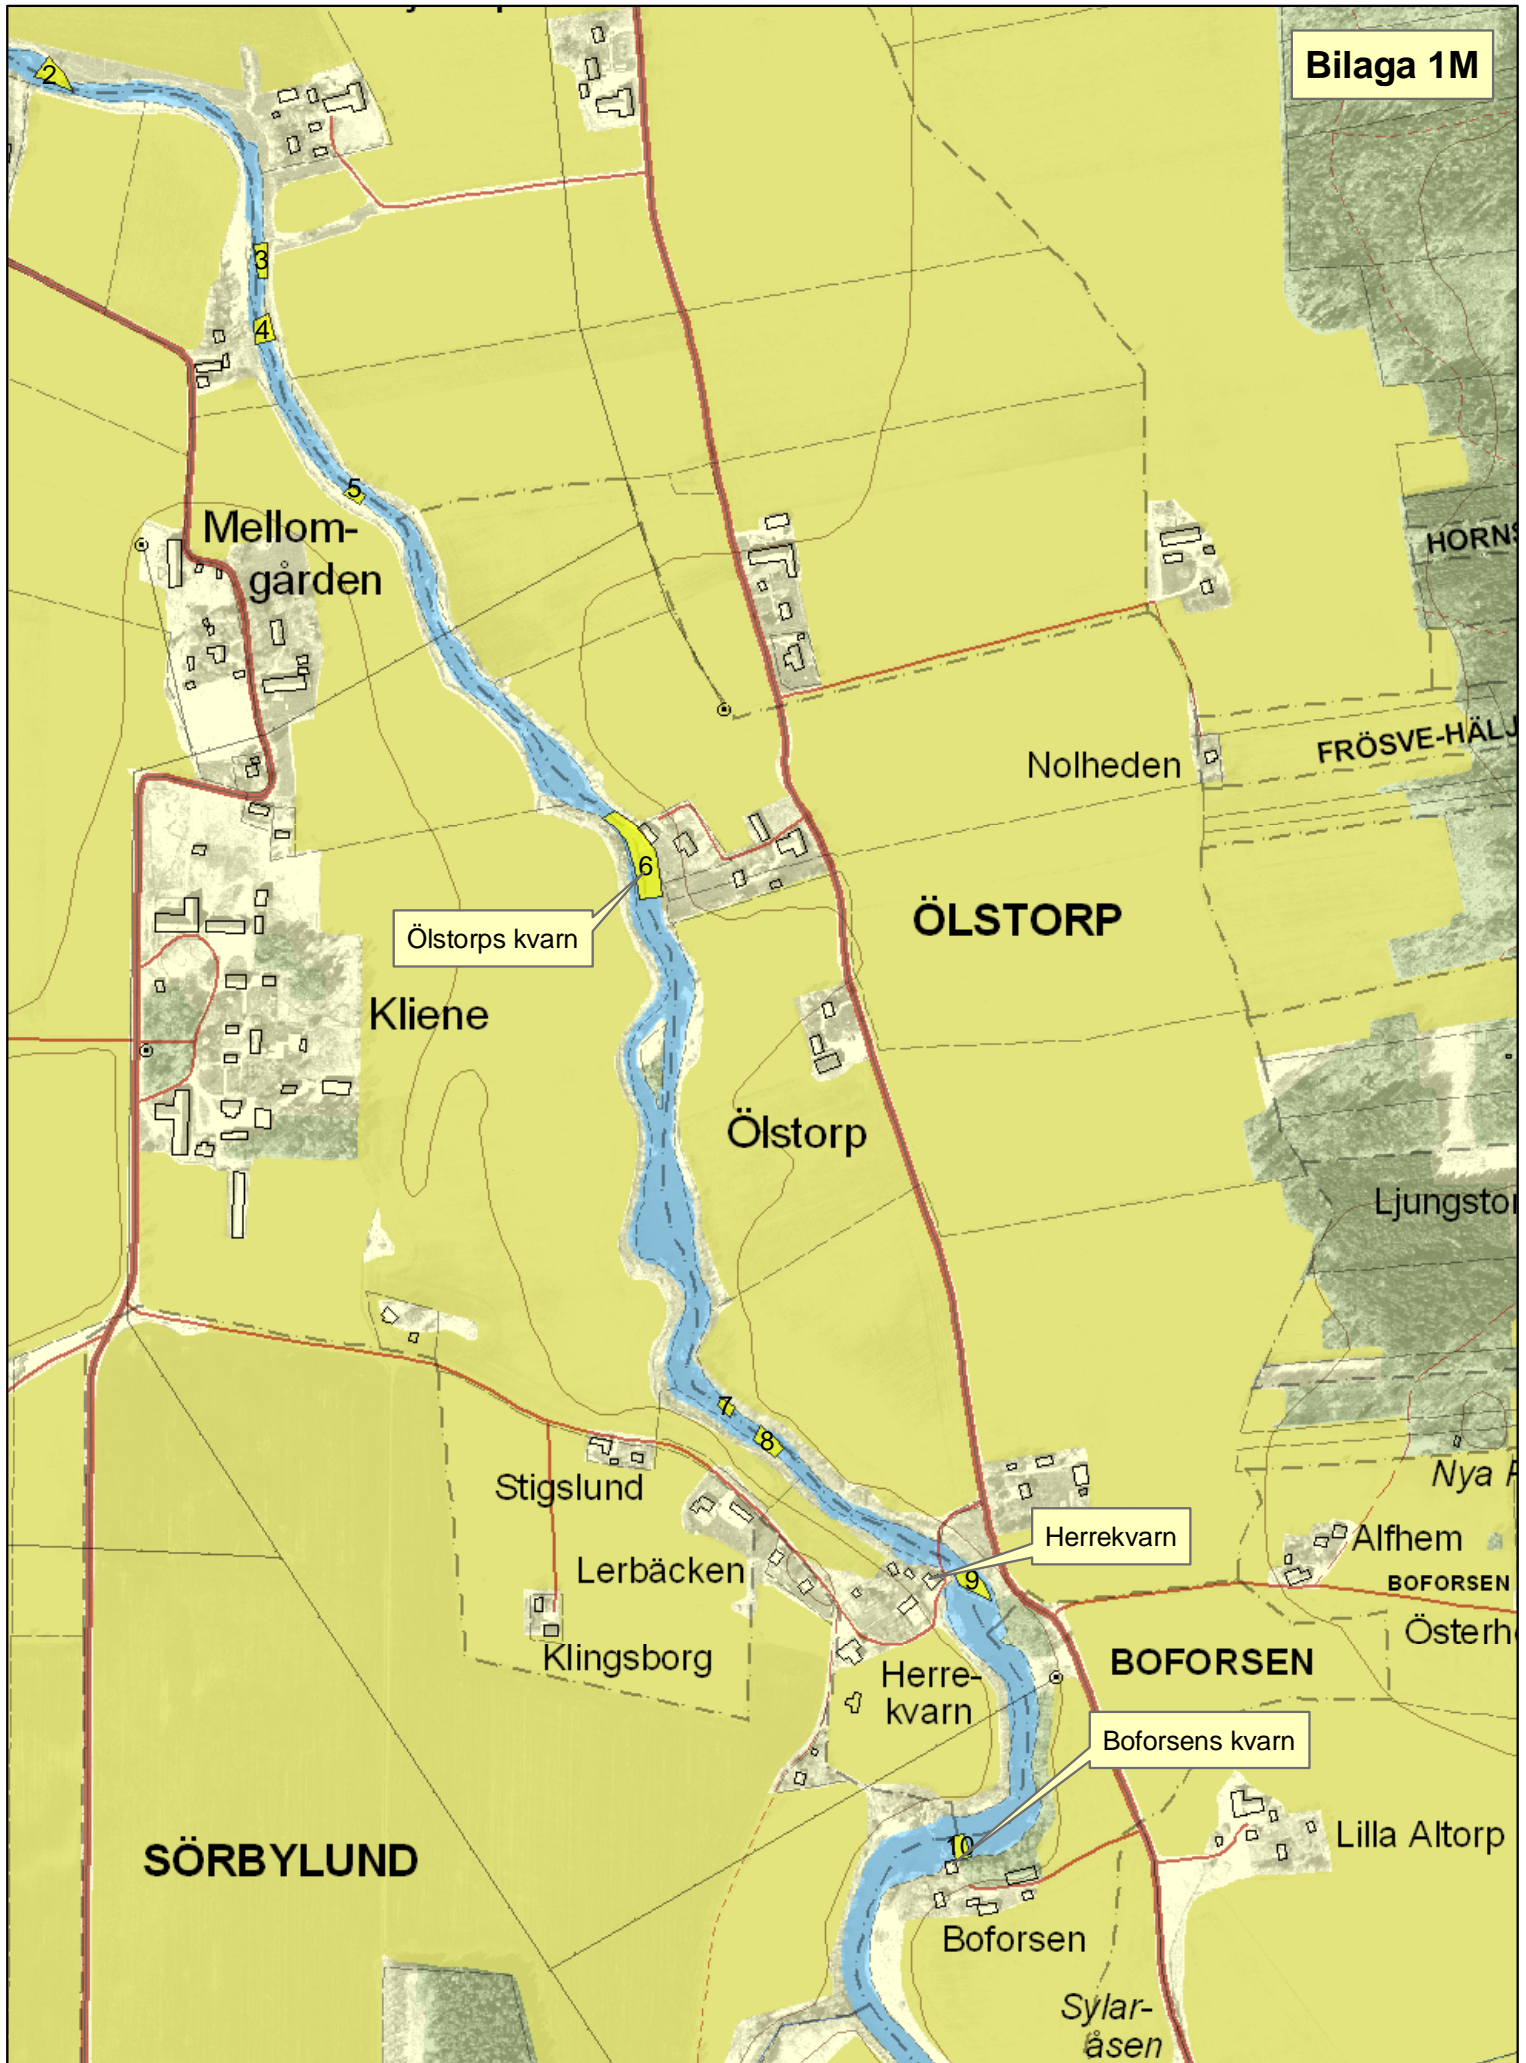 Bilaga 1M
2
3
4
5
Mellom-
gården
HORNS
FRÖSVE-HÄLJ
Nolheden
6
ÖLSTORP
Ölstorps kvarn
Kliene
Ölstorp
Ljungstor
7
8
Stigslund
Nya
Herrekvarn
Alfhem
Lerbäcken
9
BOFORSEN
Österh
Klingsborg
BOFORSEN
Herre-
kvarn
Boforsens kvarn
10
Lilla Altorp
SÖRBYLUND
Boforsen
Sylar-
åsen